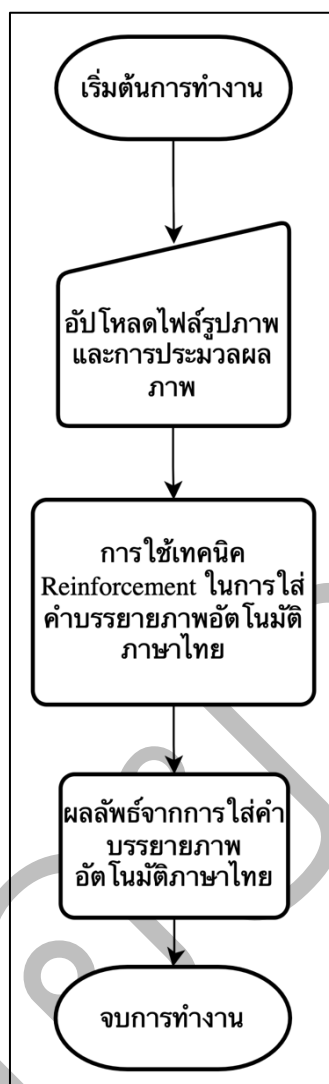 เริ่มต้นการทำงาน
อัปโหลดไฟล์รูปภาพ
และการประมวลผล
ภาพ
การใช้เทคนิค
Reinforcement ในการใส่
คำบรรยายภาพอัตโนมัติ
ภาษาไทย
ผลลัพธ์จากการใส่คำ
บรรยายภาพ
อัตโนมัติภาษาไทย
จบการทำงาน